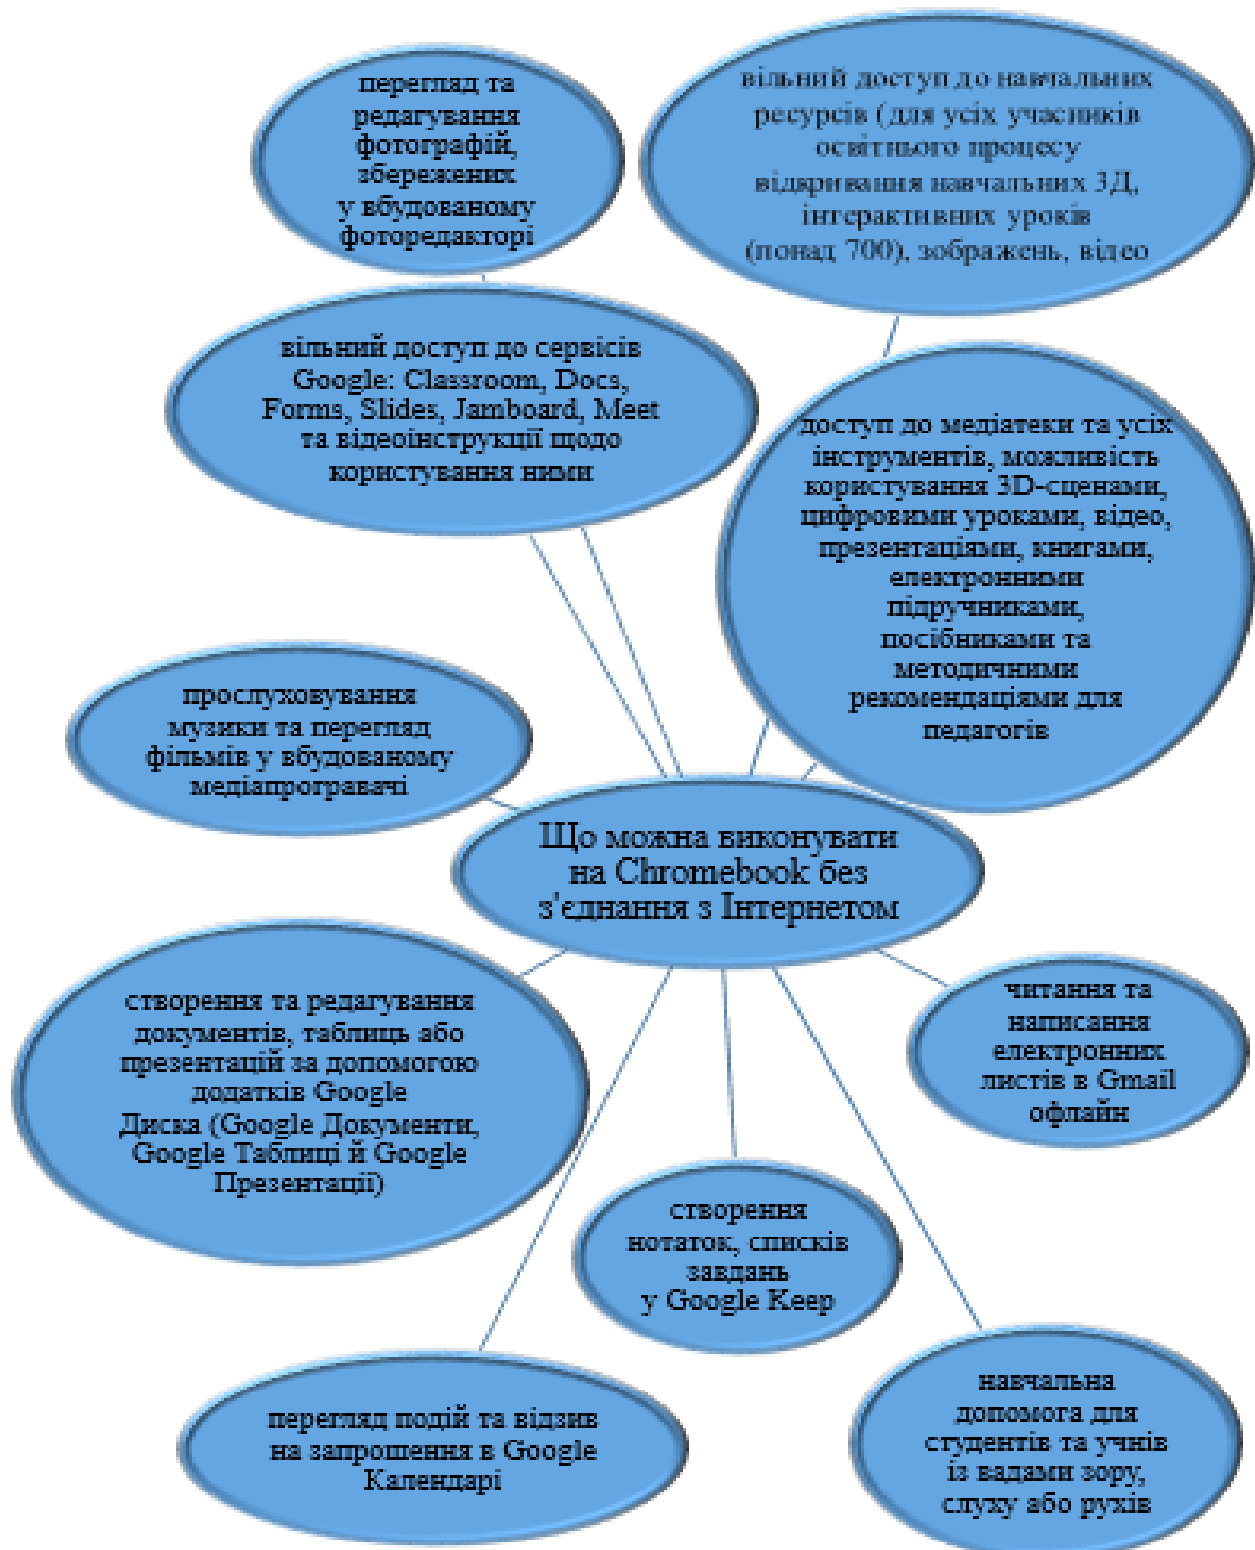 перегляд та
редагування
фотографій,
збережених
у вбудованому
фоторедакторі
вільний доступ до навчальних
ресурсів (для усіх учасників
освітнього процесу
відкривання навчальних 3Д,
інтерактивних уроків
(понад 700), зображень, відео
вільний доступ до сервісів
Google: Classroom, Docs,
Forms, Slides, Jamboard, Meet
та відеоінструкції щодо
користування ними
доступ до медіатеки та усіх
інструментів, можливість
користування 3D-сценами,
цифровими уроками, відео,
презентаціями, книгами,
електронними
підручниками,
посібниками та
методичними
рекомендаціями для
педагогів
прослуховування
музики та перегляд
фільмів у вбудованому
медіапрогравачі
Що можна виконувати
на Chromebook без
з'єднання з Інтернетом
створення та редагування
документів, таблиць або
презентацій за допомогою
додатків Google
Диска (Google Документи,
Google Таблиці й Google
Презентації)
читання та
написання
електронних
листів в Gmail
офлайн
створення
нотаток, списків
завдань
у Google Keep
перегляд подій та відзив
на запрошення в Google
Календарі
навчальна
допомога для
студентів та учнів
із вадами зору,
слуху або рухів